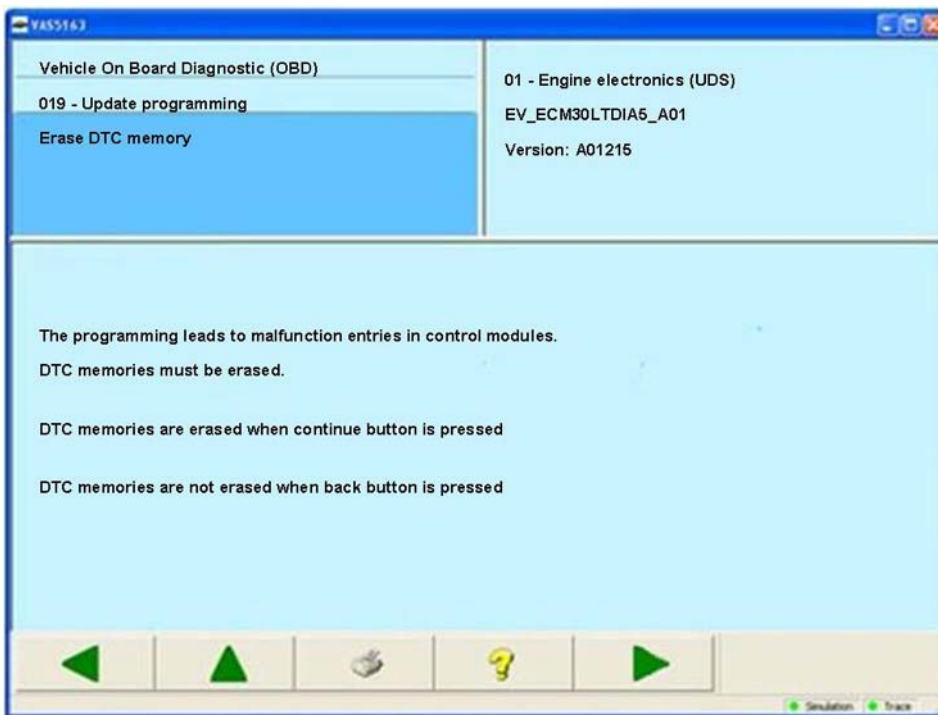 VAS5163
Vehicle On Board Diagnostic (OBD)
019 - Update programming
Erase DTC memory
01 - Engine electronics (UDS)
EV_ECM30LTDIA5_A01
Version: A01215
The programming leads to malfunction entries in control modules.
DTC memories must be erased.
DTC memories are erased when continue button is pressed
DTC memories are not erased when back button is pressed
Simulation
Trace